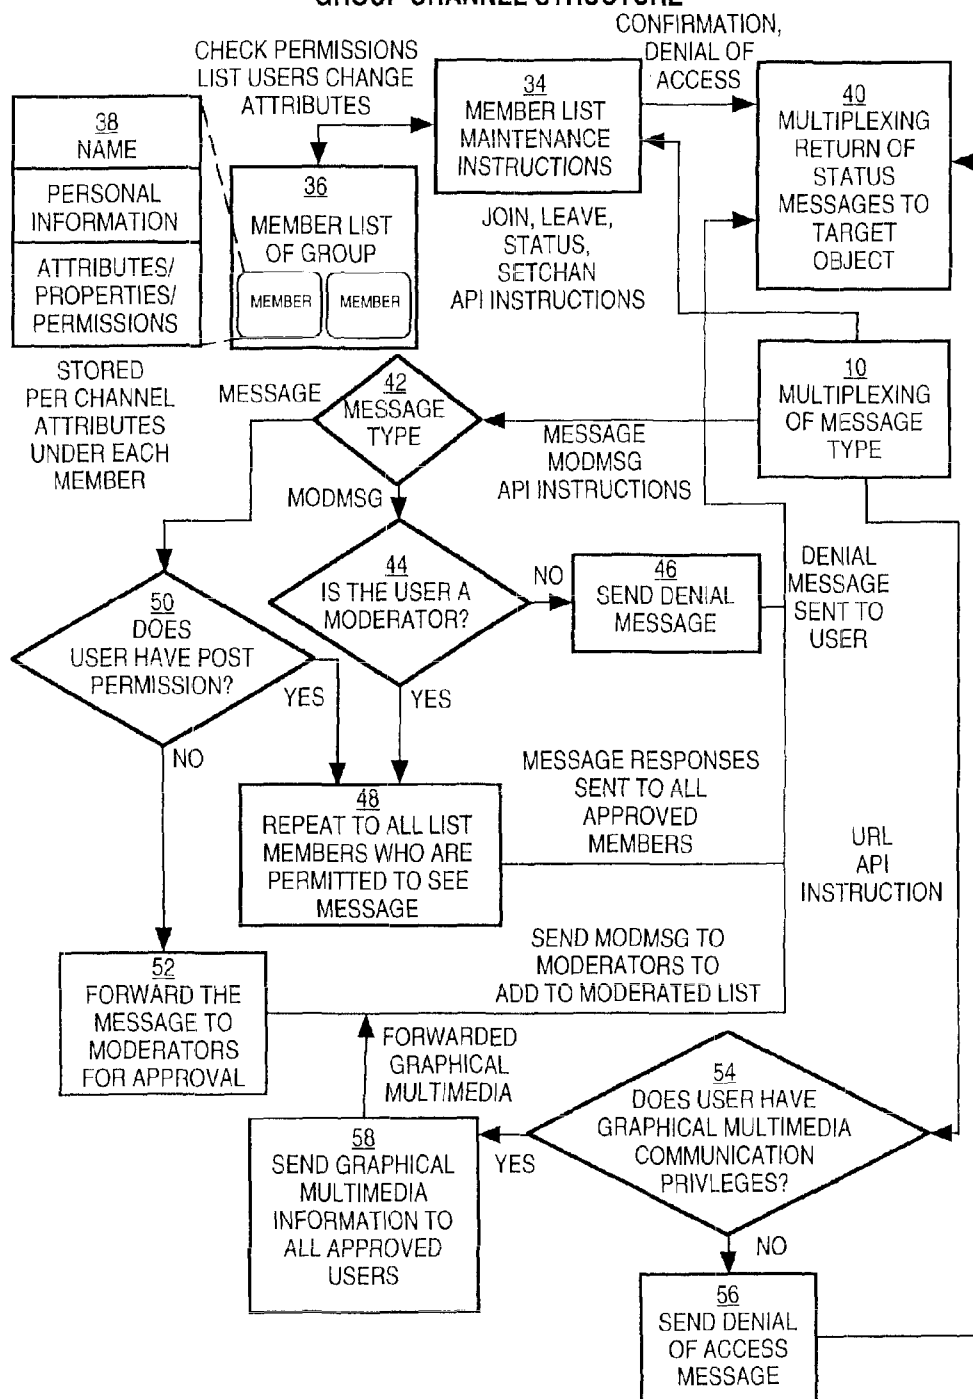 GROUP CHANNEL STRUCTURE
CONFIRMATION,
DENIAL OF
ACCESS
CHECK PERMISSIONS
LIST USERS CHANGE
ATTRIBUTES
34
MEMBER LIST
MAINTENANCE
INSTRUCTIONS
40
MULTIPLEXING
RETURN OF
STATUS
MESSAGES TO
TARGET
OBJECT
38
NAME
PERSONAL
INFORMATION
ATTRIBUTES/
PROPERTIES/
PERMISSIONS
36
MEMBER LIST
OF GROUP
MEMBER
MEMBER
JOIN, LEAVE,
STATUS,
SETCHAN
API INSTRUCTIONS
STORED
PER CHANNEL
ATTRIBUTES
UNDER EACH
MEMBER
MESSAGE
42
MESSAGE
TYPE
10
MULTIPLEXING
OF MESSAGE
TYPE
MESSAGE
MODMSG
API INSTRUCTIONS
MODMSG
44
IS THE USER A
MODERATOR?
NO
46
SEND DENIAL
MESSAGE
DENIAL
MESSAGE
SENT TO
USER
50
DOES
USER HAVE POST
PERMISSION?
YES
YES
NO
MESSAGE RESPONSES
SENT TO ALL
APPROVED
MEMBERS
48
REPEAT TO ALL LIST
MEMBERS WHO ARE
PERMITTED TO SEE
MESSAGE
URL
API
INSTRUCTION
SEND MODMSG TO
MODERATORS TO
ADD TO MODERATED LIST
52
FORWARD THE
MESSAGE TO
MODERATORS
FOR APPROVAL
FORWARDED
GRAPHICAL
MULTIMEDIA
54
DOES USER HAVE
GRAPHICAL MULTIMEDIA
COMMUNICATION
PRIVLEGES?
YES
58
SEND GRAPHICAL
MULTIMEDIA
INFORMATION TO
ALL APPROVED
USERS
NO
56
SEND DENIAL
OF ACCESS
MESSAGE